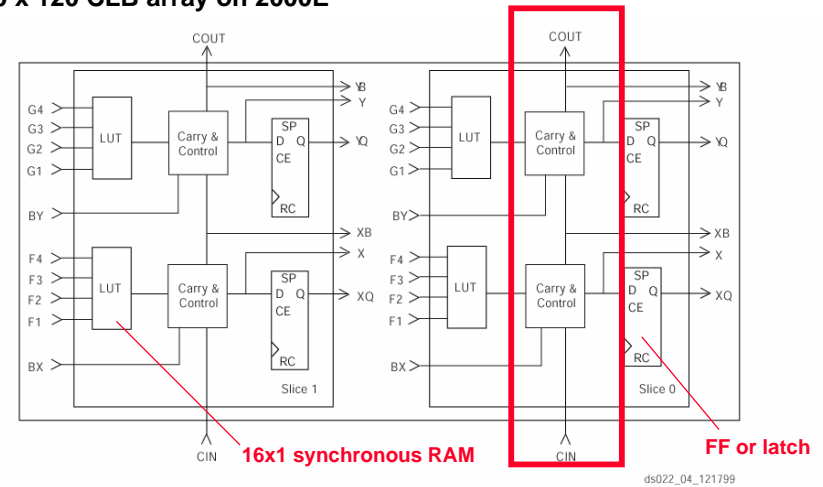 x 120 CLB array on 2000E
COUT
COUT
YB
Y
G4
G3
G2
G1
LUT
Carry &
Control
SP
D Q
CE
RC
YQ
BY
XB
X
F4
F3
F2
F1
LUT
Carry &
Control
SP
D Q
CE
RC
XQ
BX
Slice 1
CIN
YB
Y
G4
G3
G2
G1
LUT
Carry &
Control
SP
D Q
CE
RC
YQ
BY
XB
X
F4
F3
F2
F1
LUT
Carry &
Control
SP
D Q
CE
RC
XQ
BX
Slice 0
CIN
16x1 synchronous RAM
FF or latch
ds022_04_121799